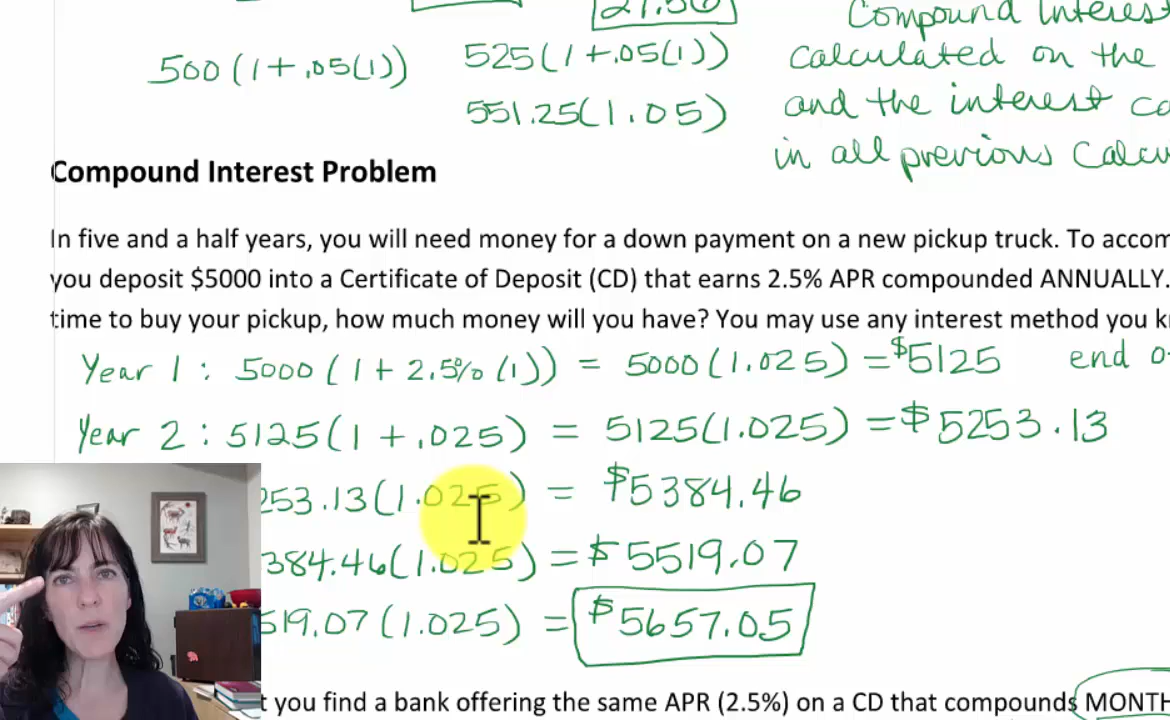 21.56
Compound Interest
500 (1 + .05(1))
525 (1 + .05(1))
calculated on the
551.25 (1.05)
and the interest
in all previous
Compound Interest Problem
In five and a half years, you will need money for a down payment on a new pickup truck. To
you deposit $5000 into a Certificate of Deposit (CD) that earns 2.5% APR compounded ANNUALLY.
time to buy your pickup, how much money will you have? You may use any interest method you
Year 1 : 5000 (1 + 2.5% (1)) = 5000 (1.025) = $5125 end
Year 2 : 5125 (1 + .025) = 5125 (1.025) = $5253.13
253.13 (1.025) = $5384.46
384.46 (1.025) = $5519.07
519.07 (1.025) = $5657.05
t you find a bank offering the same APR (2.5%) on a CD that compounds MONTH